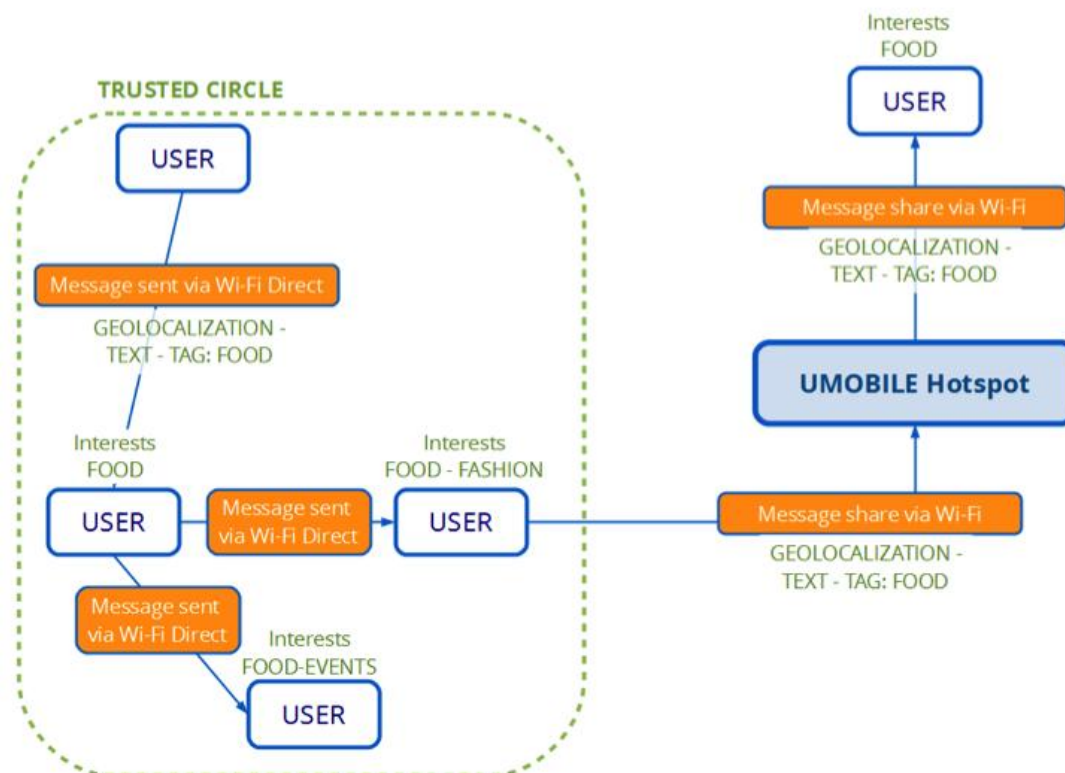 Interests
FOOD
USER
TRUSTED CIRCLE
USER
Message share via Wi-Fi
GEOLOCALIZATION -
TEXT - TAG: FOOD
Message sent via Wi-Fi Direct
GEOLOCALIZATION -
TEXT - TAG: FOOD
UMOBILE Hotspot
Interests
FOOD
USER
Message sent
via Wi-Fi Direct
Interests
FOOD - FASHION
USER
Message share via Wi-Fi
GEOLOCALIZATION -
TEXT - TAG: FOOD
Message sent
via Wi-Fi Direct
Interests
FOOD-EVENTS
USER